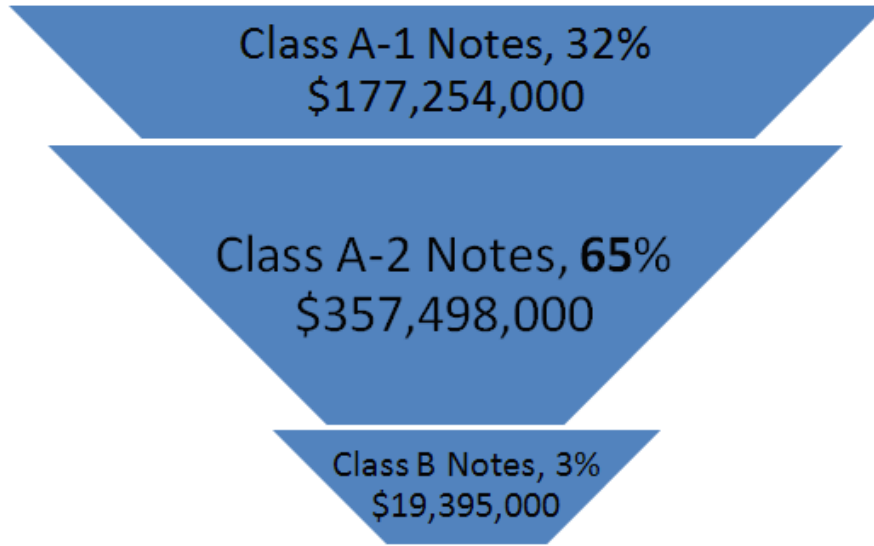 Class A-1 Notes, 32%
$177,254,000
Class A-2 Notes, 65%
$357,498,000
Class B Notes, 3%
$19,395,000